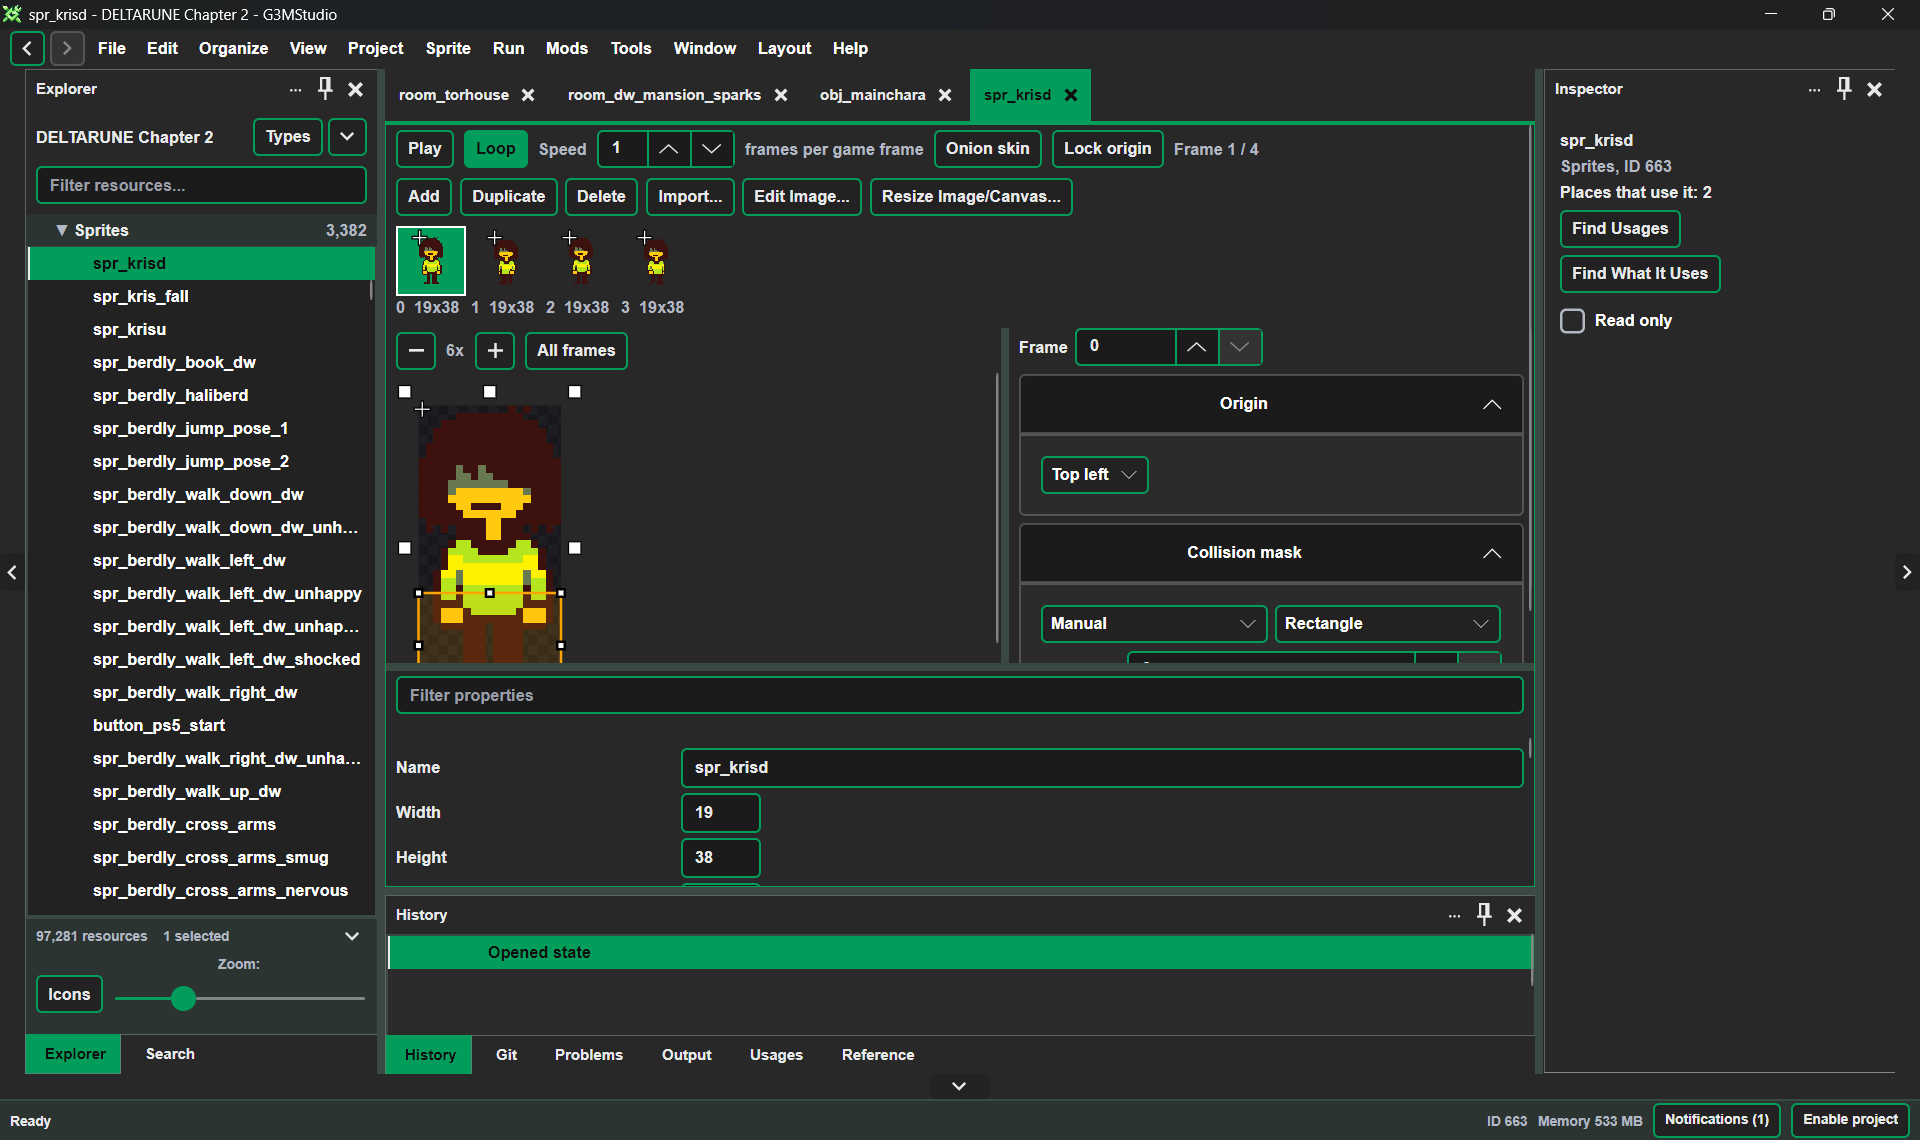 spr_krisd - DELTARUNE Chapter 2 - G3MStudio
File Edit Organize View Project Sprite Run Mods Tools Window Layout Help
Explorer
DELTARUNE Chapter 2 Types
Filter resources...
Sprites 3,382
spr_krisd
spr_kris_fall
spr_krisu
spr_berdly_book_dw
spr_berdly_haliberd
spr_berdly_jump_pose_1
spr_berdly_jump_pose_2
spr_berdly_walk_down_dw
spr_berdly_walk_down_dw_unh...
spr_berdly_walk_left_dw
spr_berdly_walk_left_dw_unhappy
spr_berdly_walk_left_dw_unhap...
spr_berdly_walk_left_dw_shocked
spr_berdly_walk_right_dw
button_ps5_start
spr_berdly_walk_right_dw_unha...
spr_berdly_walk_up_dw
spr_berdly_cross_arms
spr_berdly_cross_arms_smug
spr_berdly_cross_arms_nervous
97,281 resources 1 selected
Zoom:
Icons
Explorer Search
room_torhouse room_dw_mansion_sparks obj_mainchara spr_krisd
Play Loop Speed 1 frames per game frame Onion skin Lock origin Frame 1 / 4
Add Duplicate Delete Import... Edit Image... Resize Image/Canvas...
0 19x38 1 19x38 2 19x38 3 19x38
6x All frames
Frame 0
Origin
Top left
Collision mask
Manual Rectangle
Filter properties
Name spr_krisd
Width 19
Height 38
History
Opened state
History Git Problems Output Usages Reference
Inspector
spr_krisd
Sprites, ID 663
Places that use it: 2
Find Usages
Find What It Uses
Read only
Ready ID 663 Memory 533 MB Notifications (1) Enable project